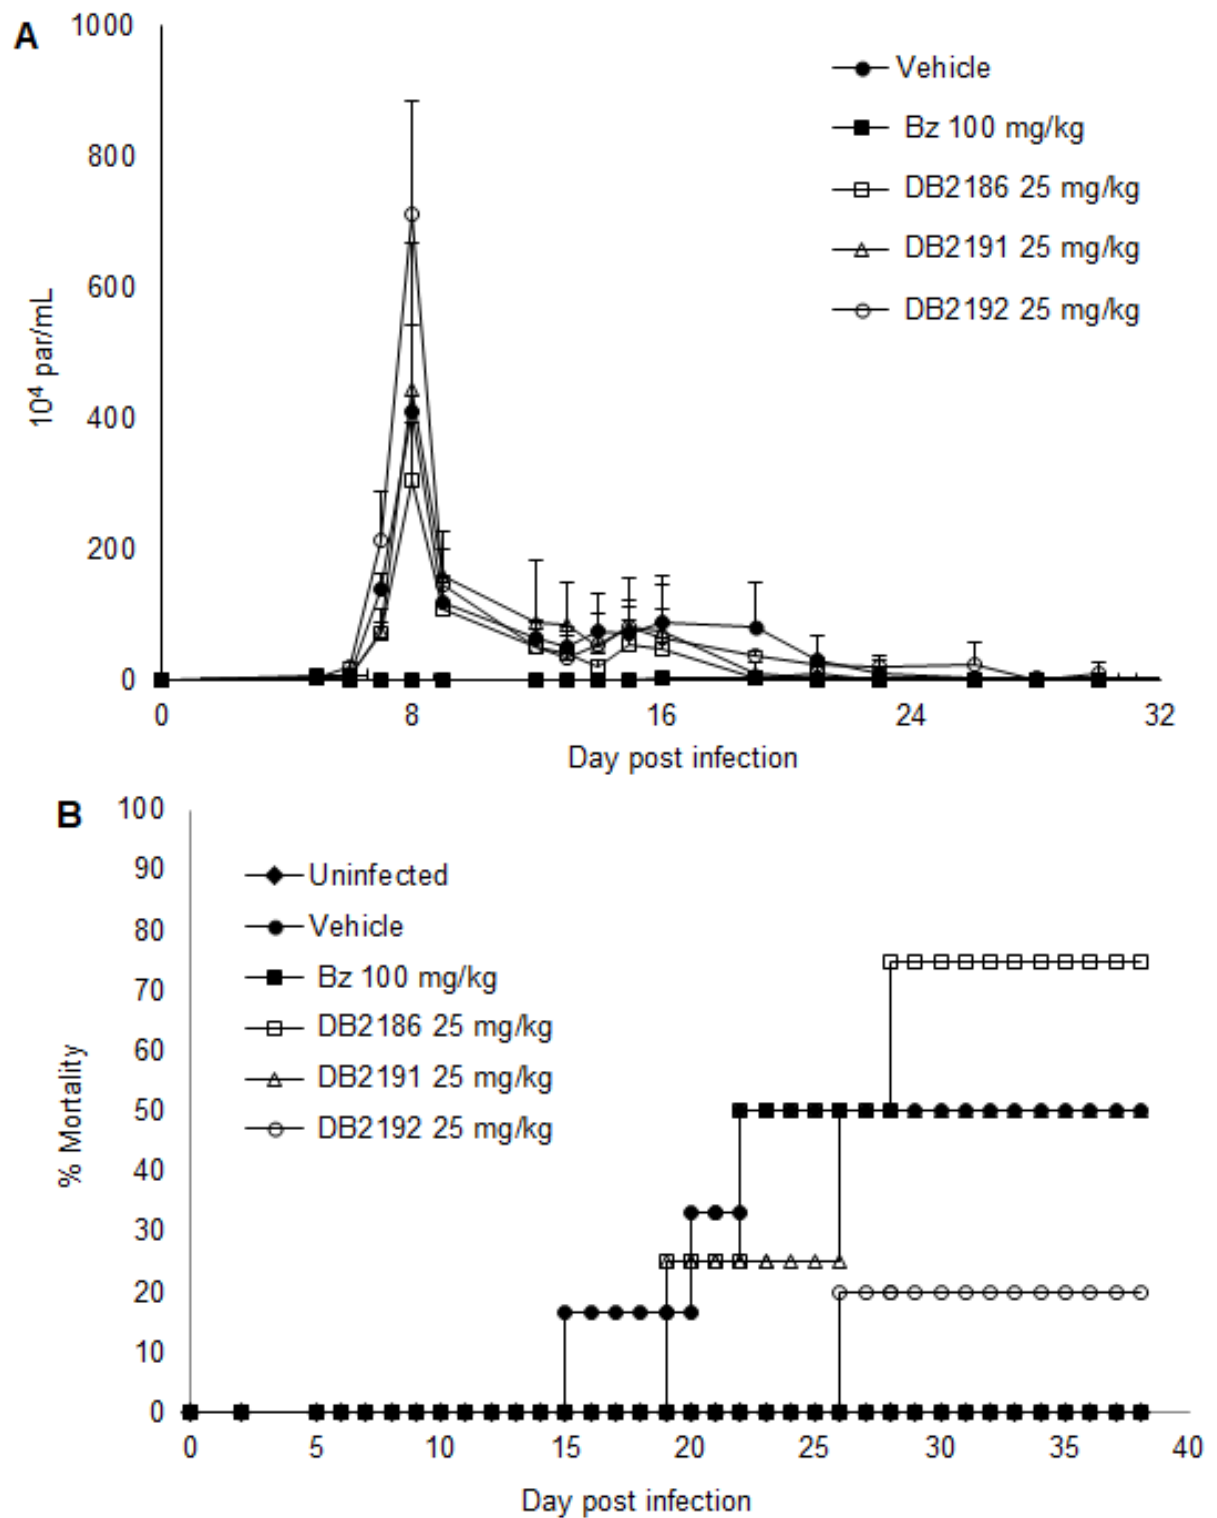 A
1000
800
600
400
200
0
10⁴ par/mL
Vehicle
Bz 100 mg/kg
DB2186 25 mg/kg
DB2191 25 mg/kg
DB2192 25 mg/kg
0 8 16 24 32
Day post infection
B
100
90
80
70
60
50
40
30
20
10
0
% Mortality
Uninfected
Vehicle
Bz 100 mg/kg
DB2186 25 mg/kg
DB2191 25 mg/kg
DB2192 25 mg/kg
0 5 10 15 20 25 30 35 40
Day post infection